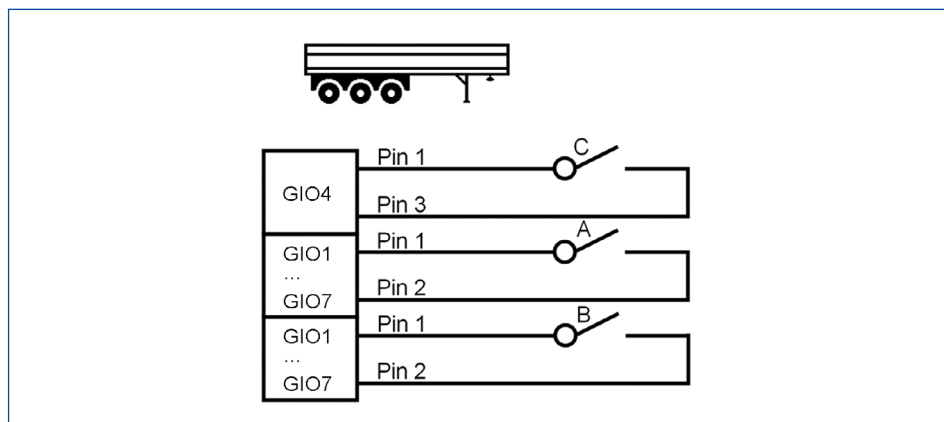 C
Pin 1
GIO4
Pin 3
A
Pin 1
GIO1
...
GIO7
Pin 2
B
Pin 1
GIO1
...
GIO7
Pin 2